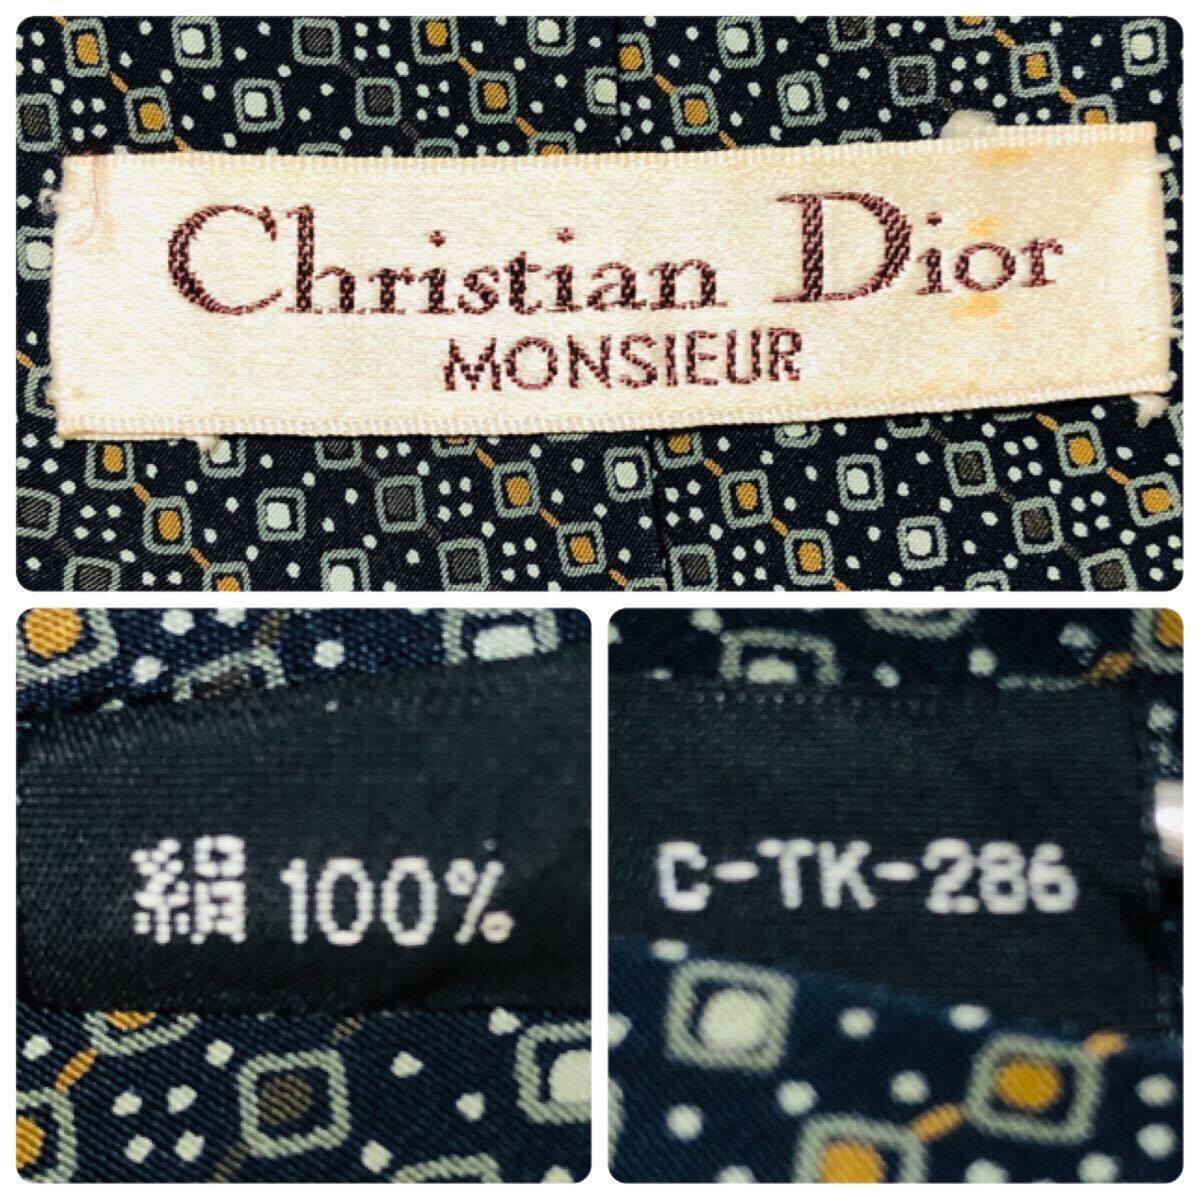 Christian Dior
MONSIEUR
絹 100%
C-TK-286